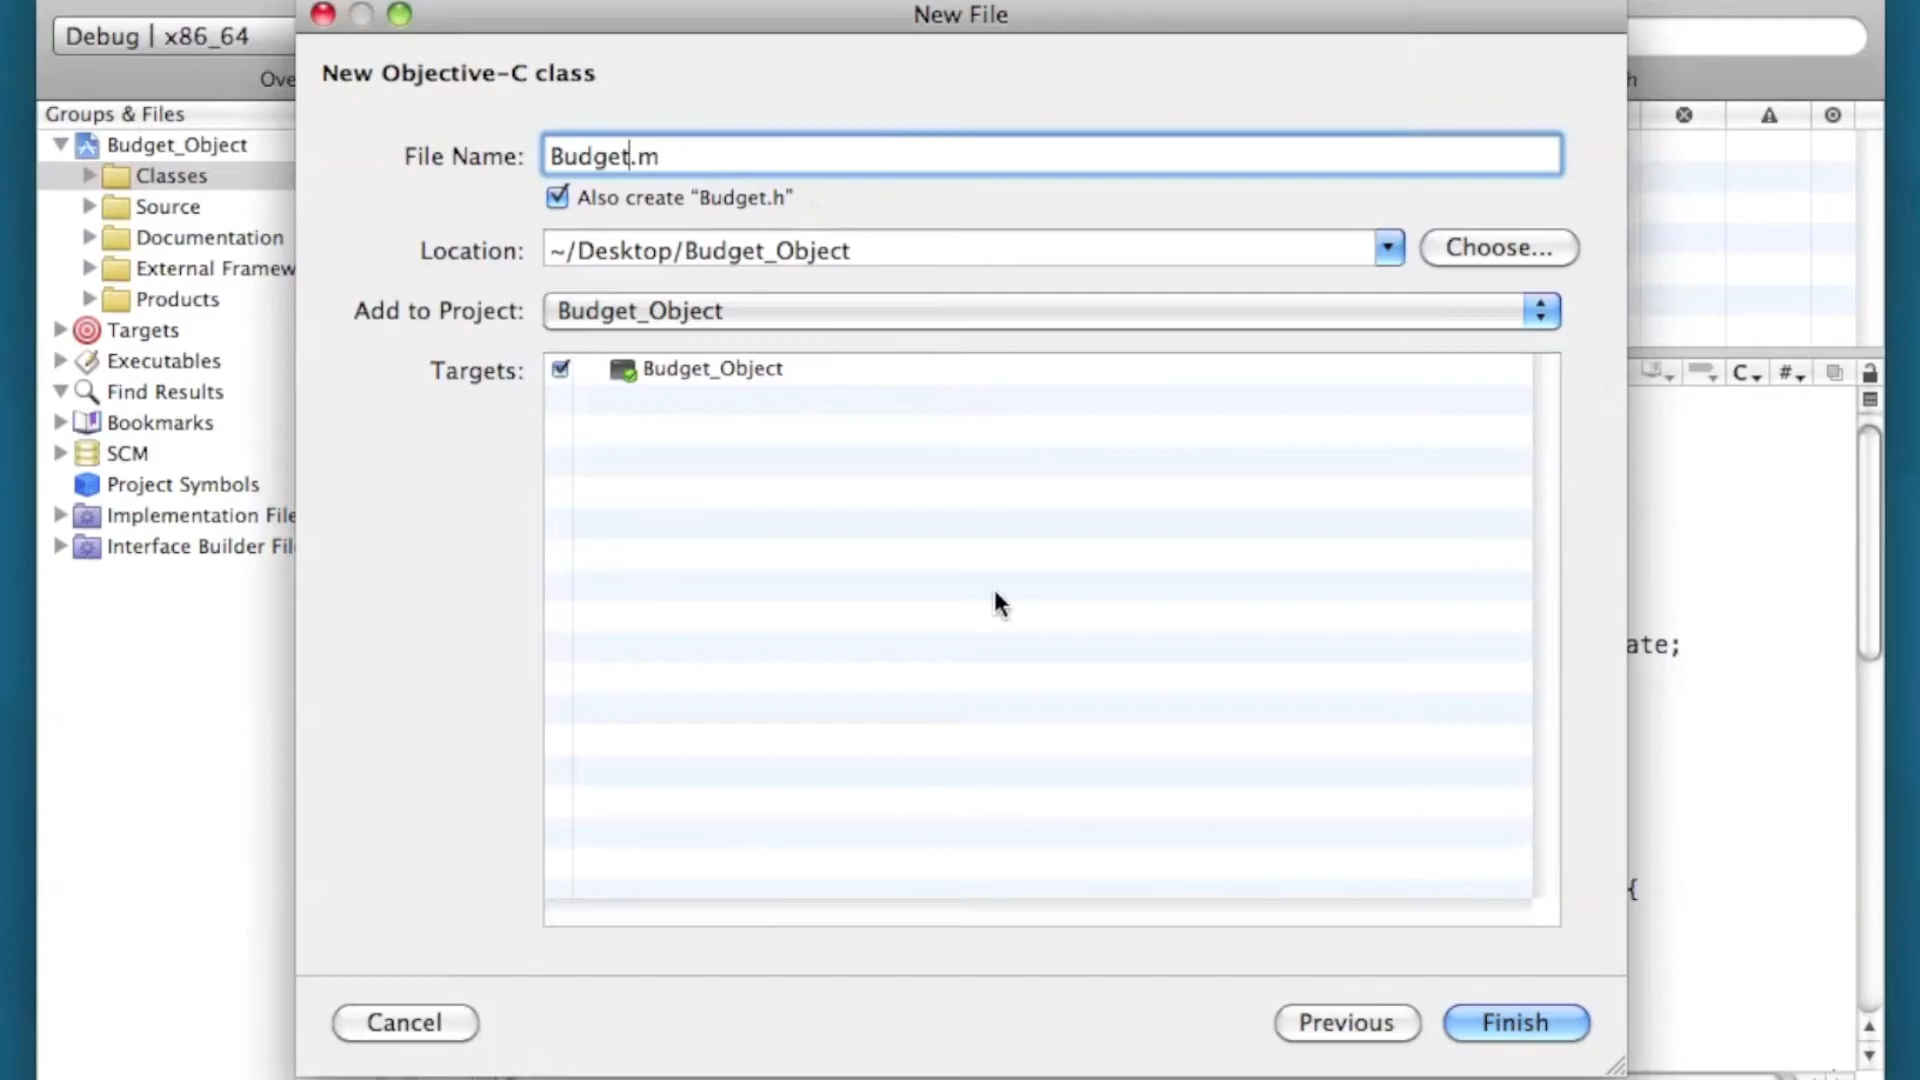 New File
Debug | x86_64
Ove
h
Groups & Files
Budget_Object
Classes
Source
Documentation
External Framew
Products
Targets
Executables
Find Results
Bookmarks
SCM
Project Symbols
Implementation File
Interface Builder Fil
New Objective-C class
File Name: Budget.m
Also create “Budget.h”
Location: ~/Desktop/Budget_Object
Choose...
Add to Project: Budget_Object
Targets: Budget_Object
C
#
ate;
{
Cancel
Previous
Finish